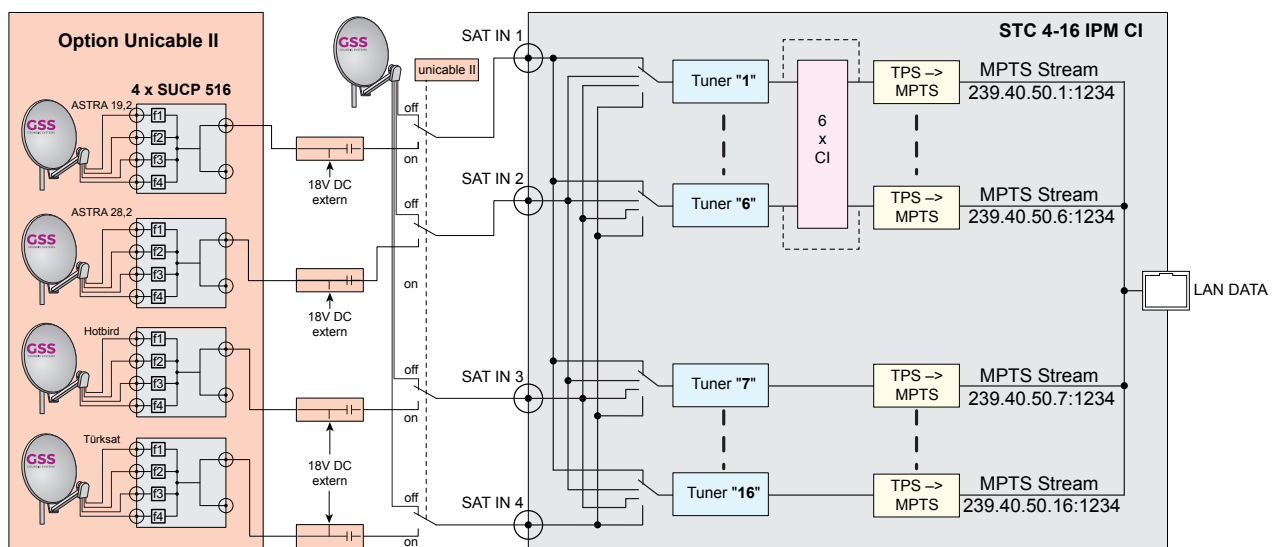 Option Unicable II
4 x SUCP 516
GSS
ASTRA 19,2
f1
f2
f3
f4
18V DC
extern
GSS
ASTRA 28,2
f1
f2
f3
f4
18V DC
extern
GSS
Hotbird
f1
f2
f3
f4
18V DC
extern
GSS
Türksat
f1
f2
f3
f4
GSS
unicable II
off
on
off
on
off
on
off
on
SAT IN 1
SAT IN 2
SAT IN 3
SAT IN 4
STC 4-16 IPM CI
Tuner "1"
Tuner "6"
Tuner "7"
Tuner "16"
6
x
CI
TPS –>
MPTS
MPTS Stream
239.40.50.1:1234
TPS –>
MPTS
MPTS Stream
239.40.50.6:1234
TPS –>
MPTS
MPTS Stream
239.40.50.7:1234
TPS –>
MPTS
MPTS Stream
239.40.50.16:1234
LAN DATA